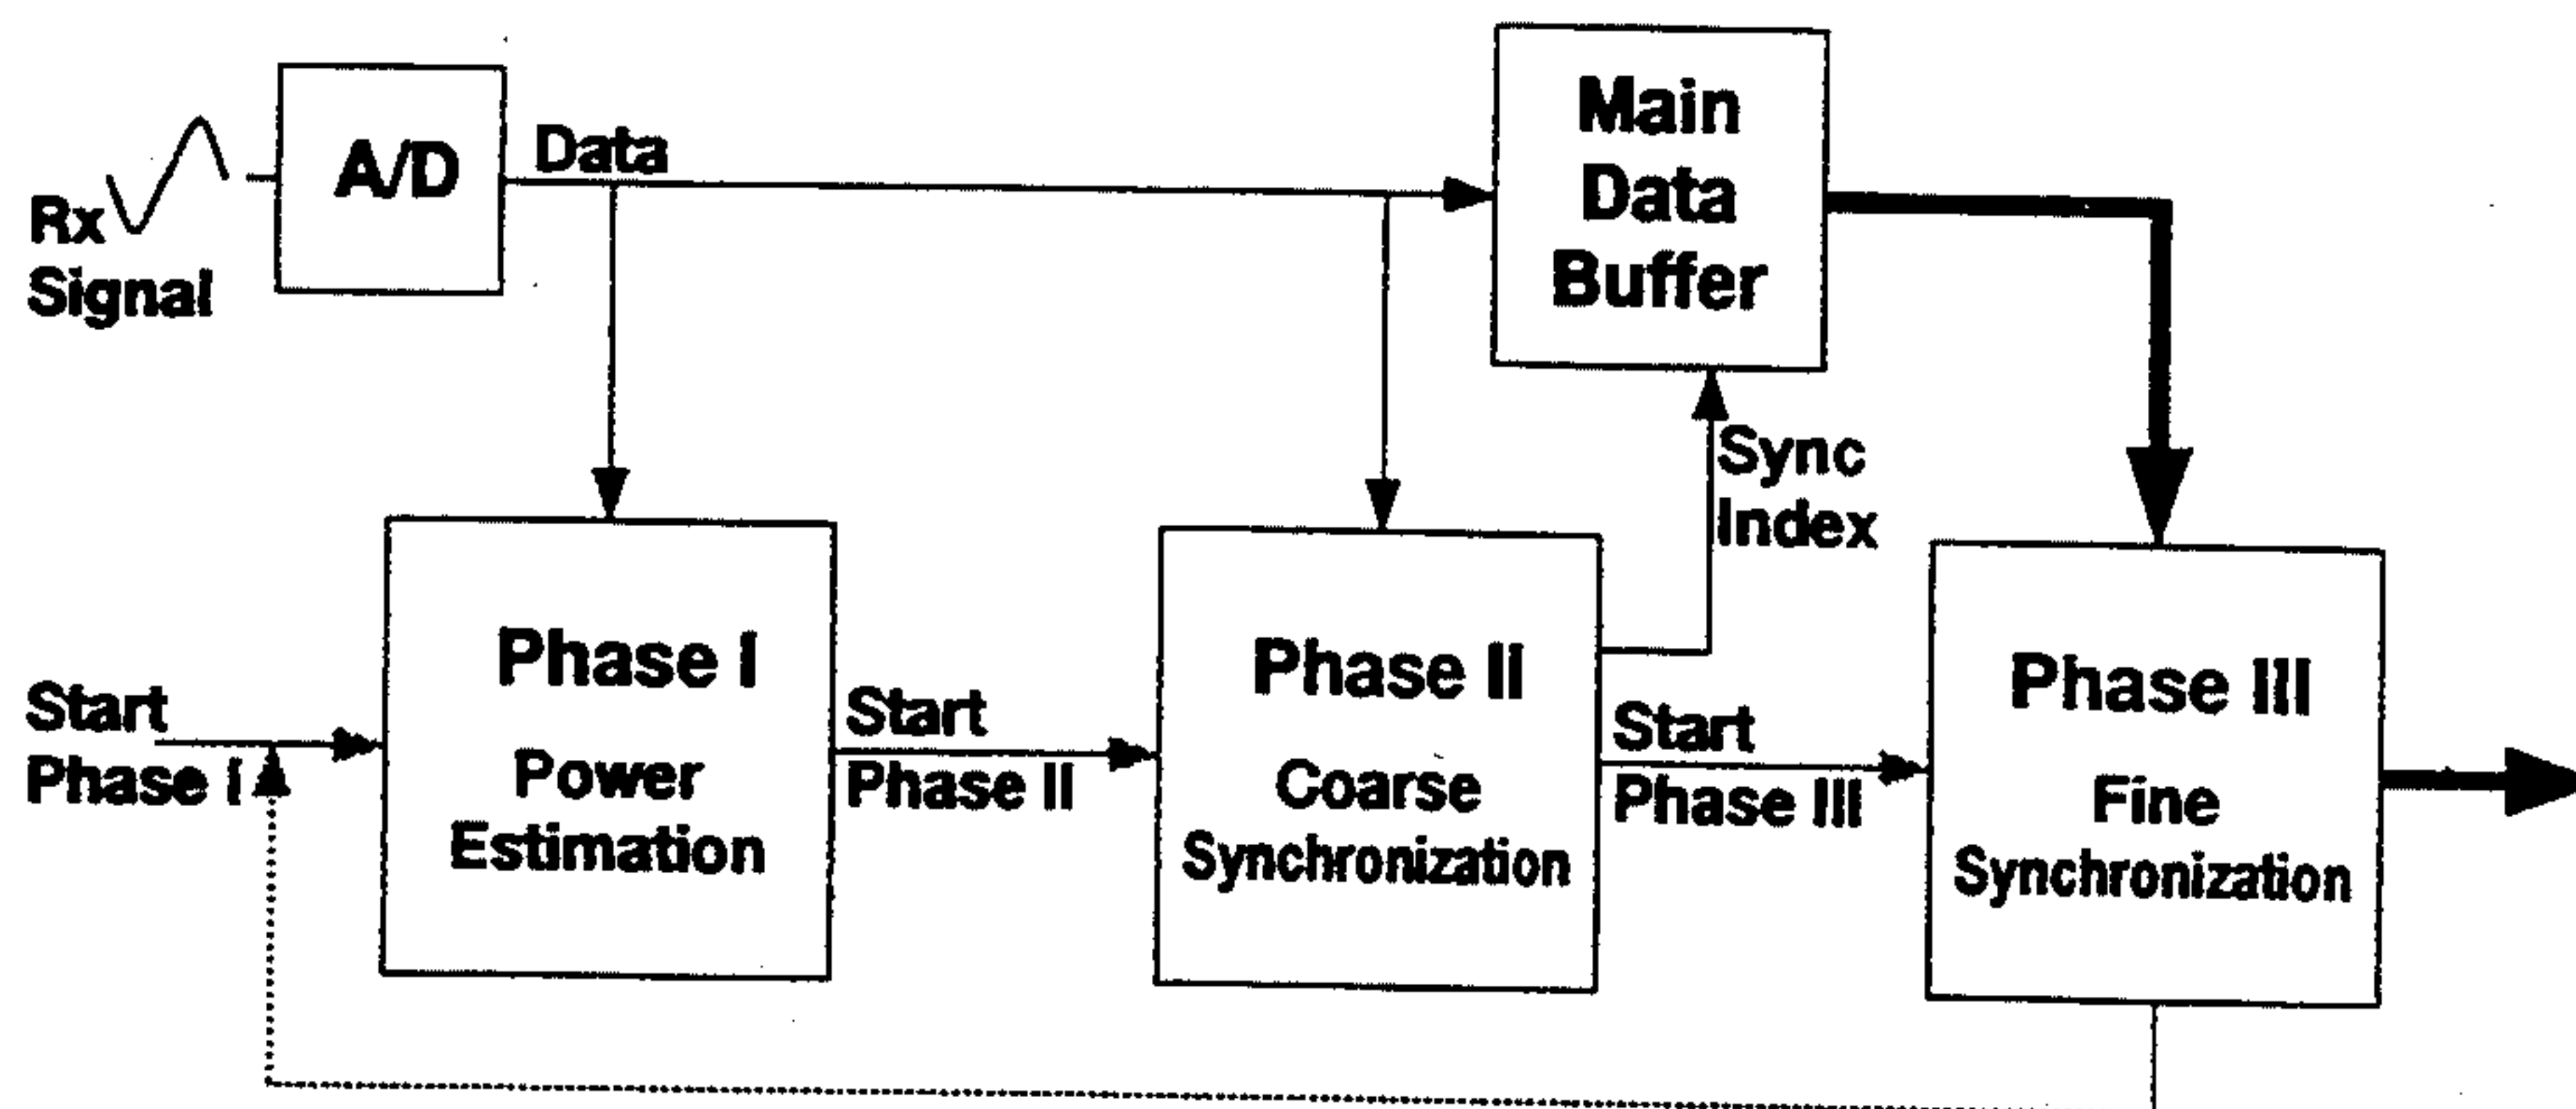 Rx
Signal
A/D
Data
Main
Data
Buffer
Sync
Index
Start
Phase I
Phase I
Power
Estimation
Start
Phase II
Phase II
Coarse
Synchronization
Start
Phase III
Phase III
Fine
Synchronization